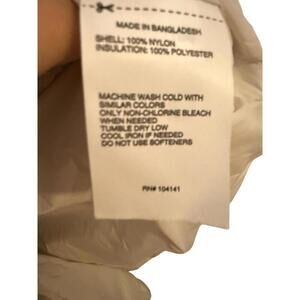 MADE IN BANGLADESH
SHELL: 100% NYLON
INSULATION: 100% POLYESTER
MACHINE WASH COLD WITH
SIMILAR COLORS
ONLY NON-CHLORINE BLEACH
WHEN NEEDED
TUMBLE DRY LOW
COOL IRON IF NEEDED
DO NOT USE SOFTENERS
RN# 104141